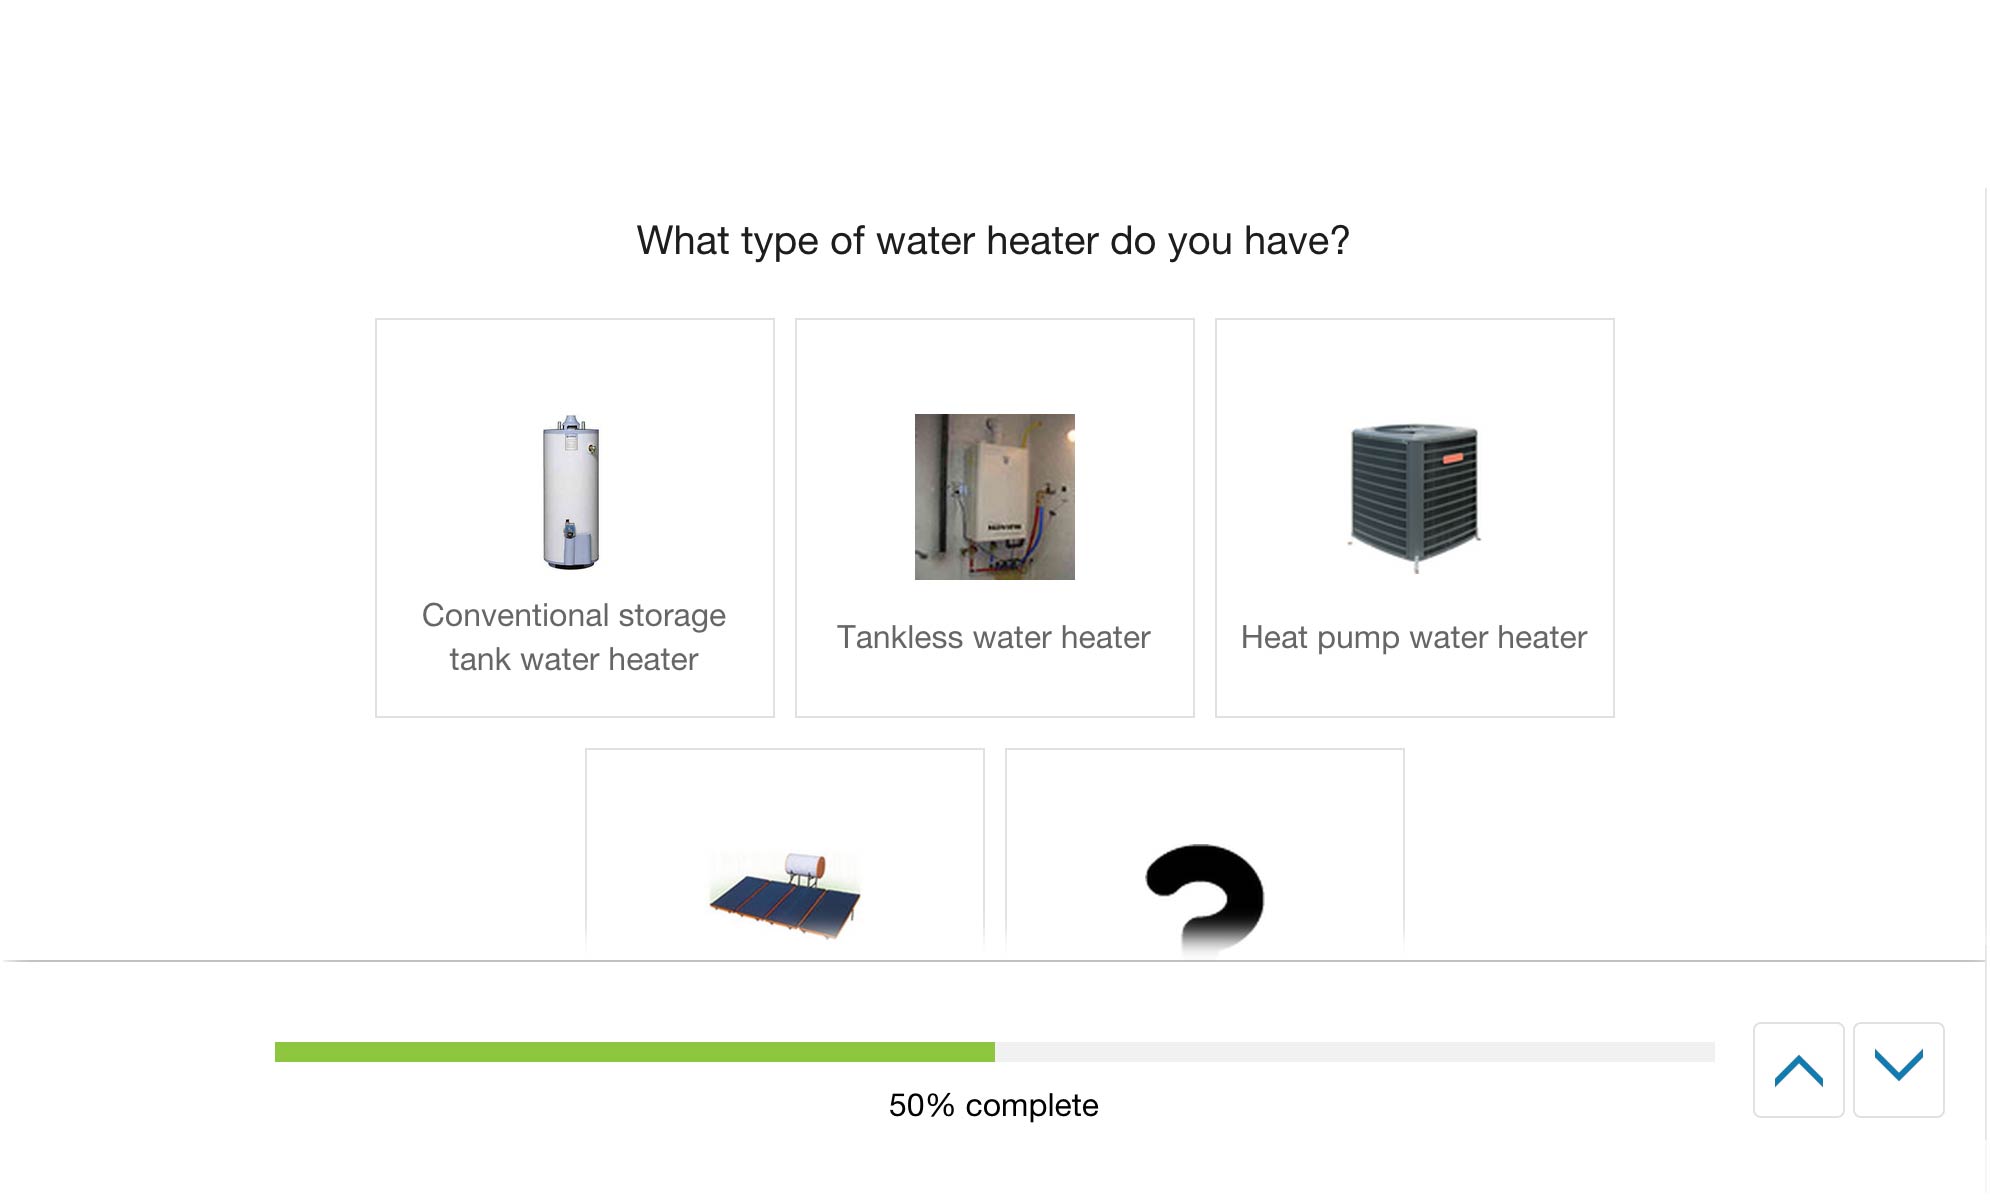 What type of water heater do you have?
Conventional storage
tank water heater
Tankless water heater
Heat pump water heater
50% complete